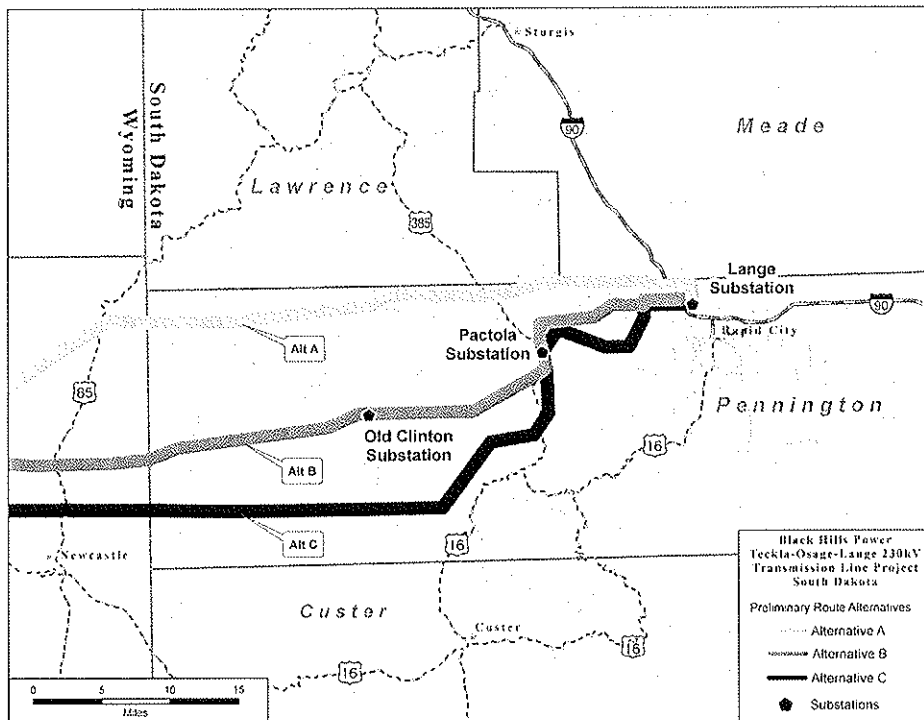 Sturgis
South Dakota
Wyoming
90
Meade
Lawrence
385
Lange
Substation
90
Rapid City
Pactola
Substation
Alt A
85
Pennington
Old Clinton
Substation
16
Alt B
Alt C
16
Newcastle
Custer
Custer
16
16
0 5 10 15
Miles
Black Hills Power
Teckla-Osage-Lange 230kV
Transmission Line Project
South Dakota
Preliminary Route Alternatives
Alternative A
Alternative B
Alternative C
Substations